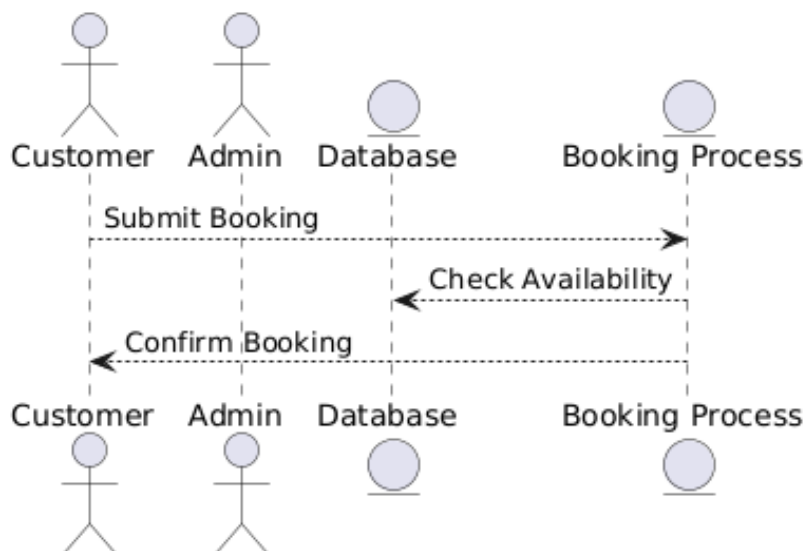 Customer Admin Database Booking Process
Submit Booking
Check Availability
Confirm Booking
Customer Admin Database Booking Process